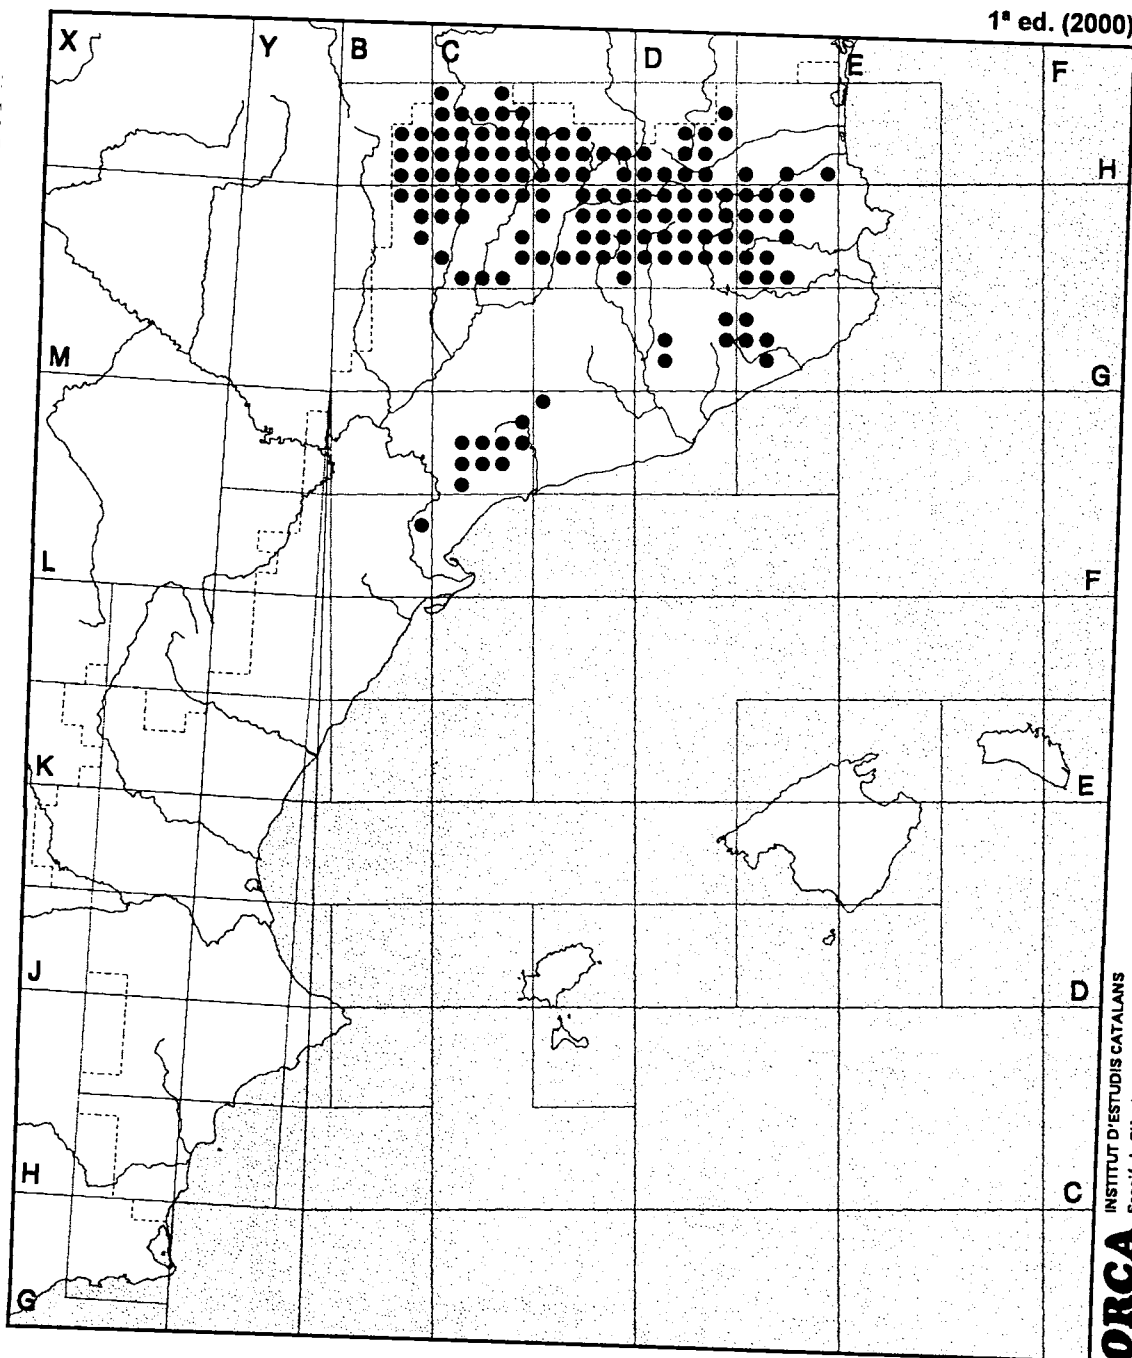 1ª ed. (2000)
X Y B C D E F
H
M G
L F
K E
J D
H C
G
INSTITUT D'ESTUDIS CATALANS
ORCA